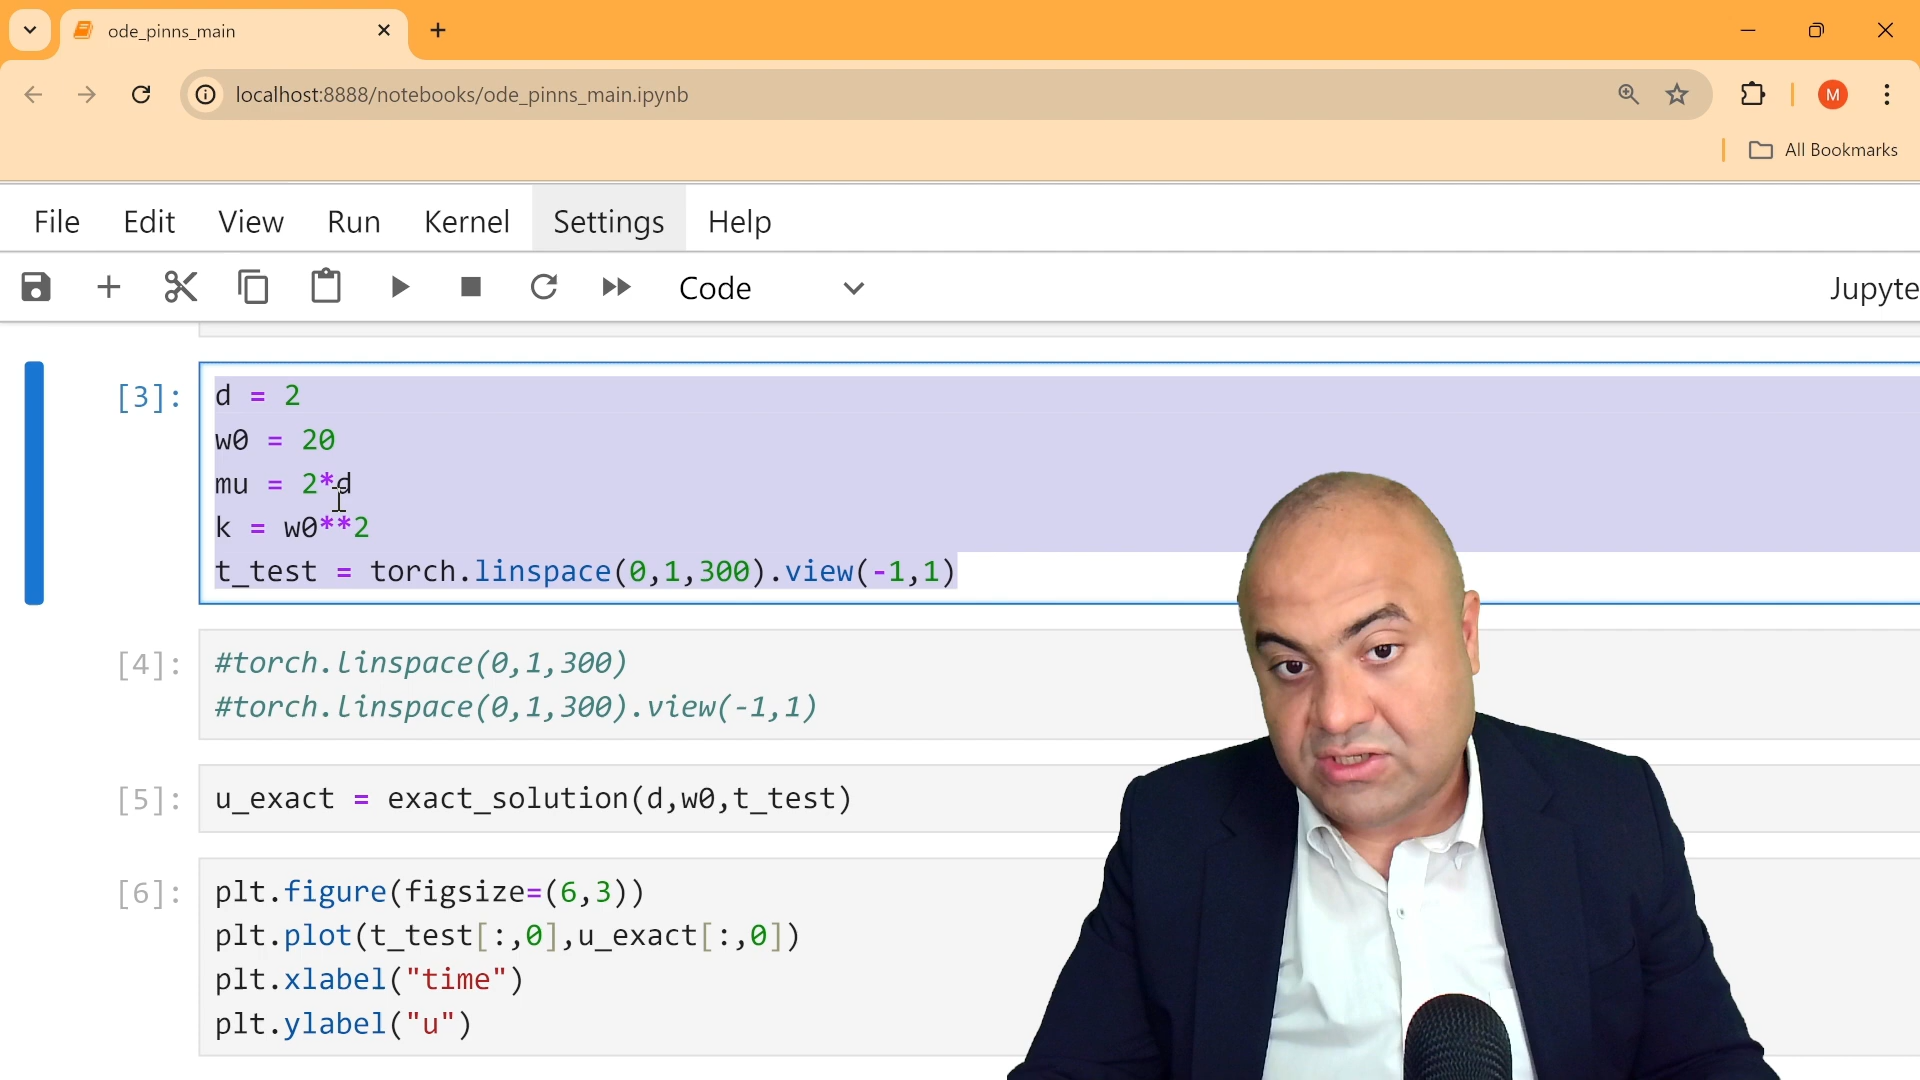 ode_pinns_main
localhost:8888/notebooks/ode_pinns_main.ipynb
M
All Bookmarks
File Edit View Run Kernel Settings Help
Code
Jupyte
[3]:
d = 2
w0 = 20
mu = 2*d
k = w0**2
t_test = torch.linspace(0,1,300).view(-1,1)
[4]:
#torch.linspace(0,1,300)
#torch.linspace(0,1,300).view(-1,1)
[5]:
u_exact = exact_solution(d,w0,t_test)
[6]:
plt.figure(figsize=(6,3))
plt.plot(t_test[:,0],u_exact[:,0])
plt.xlabel("time")
plt.ylabel("u")